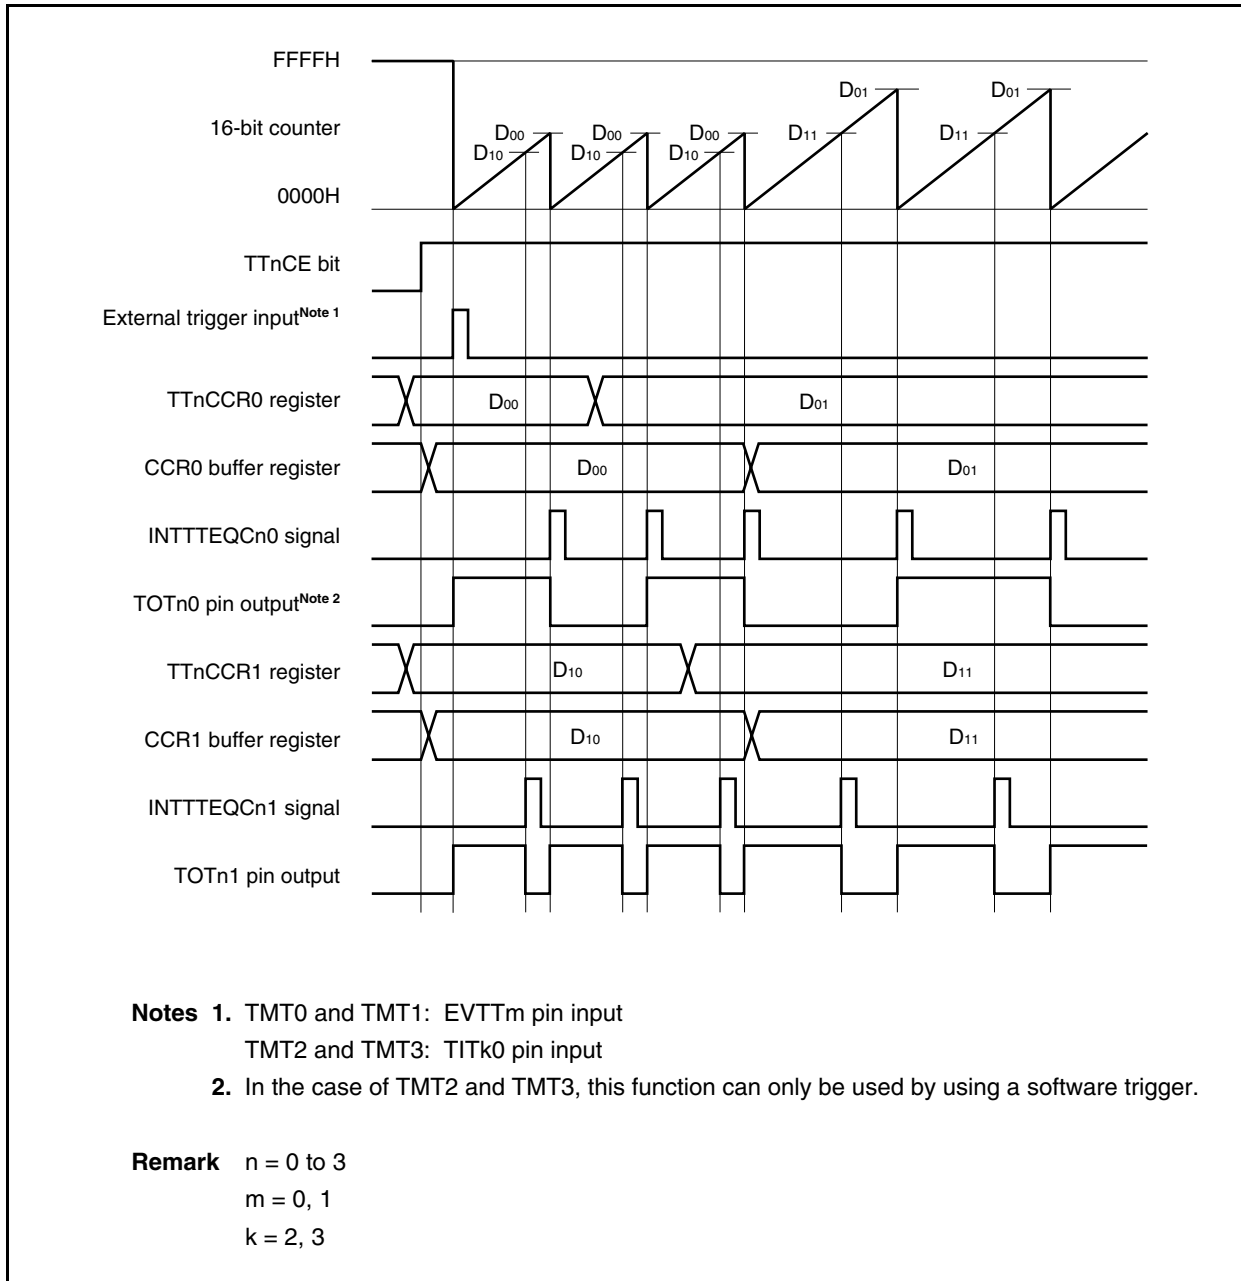 FFFFH
D01 D01
16-bit counter D00 D00 D00 D11 D11
D10 D10 D10
0000H
TTnCE bit
External trigger inputNote 1
TTnCCR0 register D00 D01
CCR0 buffer register D00 D01
INTTTEQCn0 signal
TOTn0 pin outputNote 2
TTnCCR1 register D10 D11
CCR1 buffer register D10 D11
INTTTEQCn1 signal
TOTn1 pin output
Notes 1. TMT0 and TMT1: EVTTm pin input
TMT2 and TMT3: TITk0 pin input
2. In the case of TMT2 and TMT3, this function can only be used by using a software trigger.
Remark n = 0 to 3
m = 0, 1
k = 2, 3